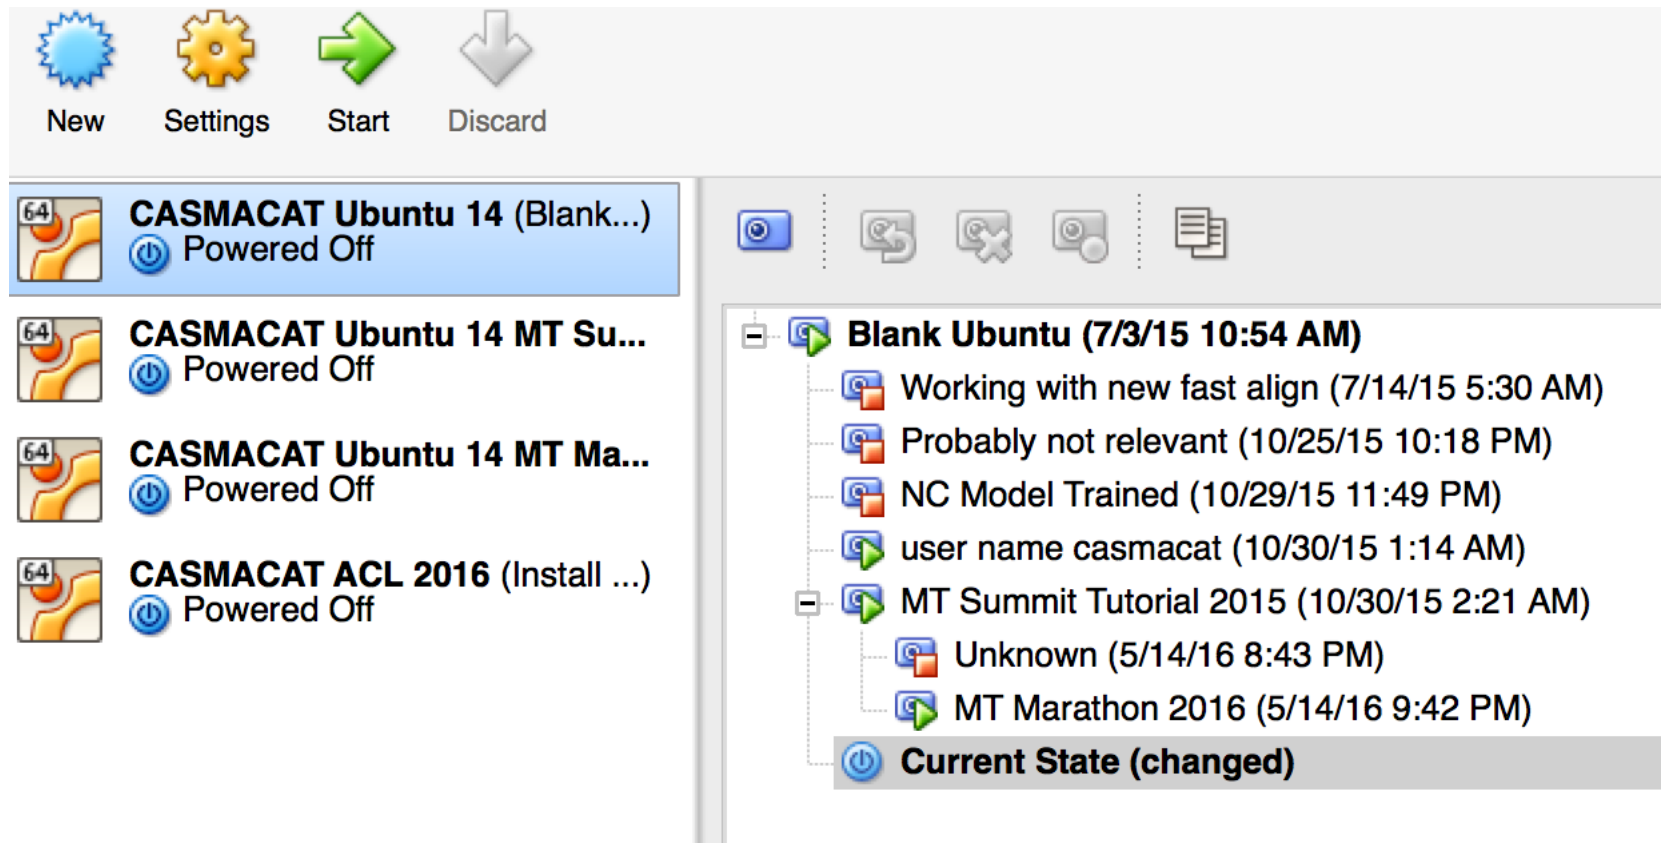 New Settings Start Discard
64 CASMACAT Ubuntu 14 (Blank...)
Powered Off
64 CASMACAT Ubuntu 14 MT Su...
Powered Off
64 CASMACAT Ubuntu 14 MT Ma...
Powered Off
64 CASMACAT ACL 2016 (Install ...)
Powered Off
Blank Ubuntu (7/3/15 10:54 AM)
Working with new fast align (7/14/15 5:30 AM)
Probably not relevant (10/25/15 10:18 PM)
NC Model Trained (10/29/15 11:49 PM)
user name casmacat (10/30/15 1:14 AM)
MT Summit Tutorial 2015 (10/30/15 2:21 AM)
Unknown (5/14/16 8:43 PM)
MT Marathon 2016 (5/14/16 9:42 PM)
Current State (changed)